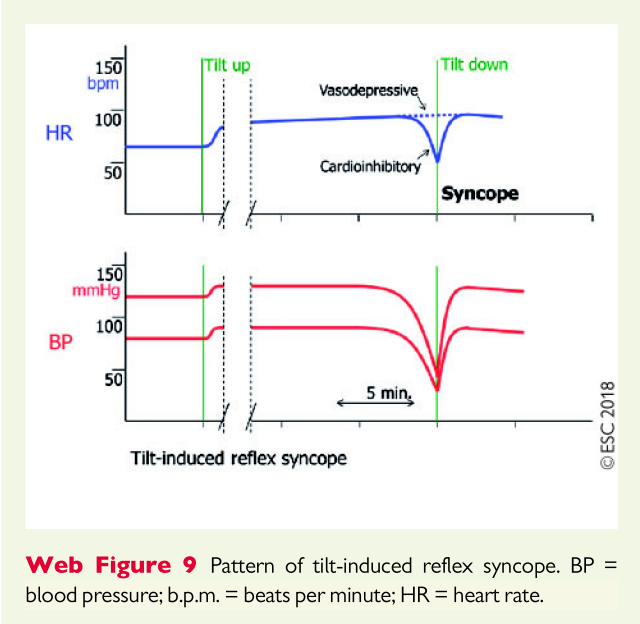 150
Tilt up
Tilt down
bpm
Vasodepressive
100
HR
Cardioinhibitory
50
Syncope
150
mmHg
100
BP
50
5 min.
© ESC 2018
Tilt-induced reflex syncope
Web Figure 9 Pattern of tilt-induced reflex syncope. BP =
blood pressure; b.p.m. = beats per minute; HR = heart rate.